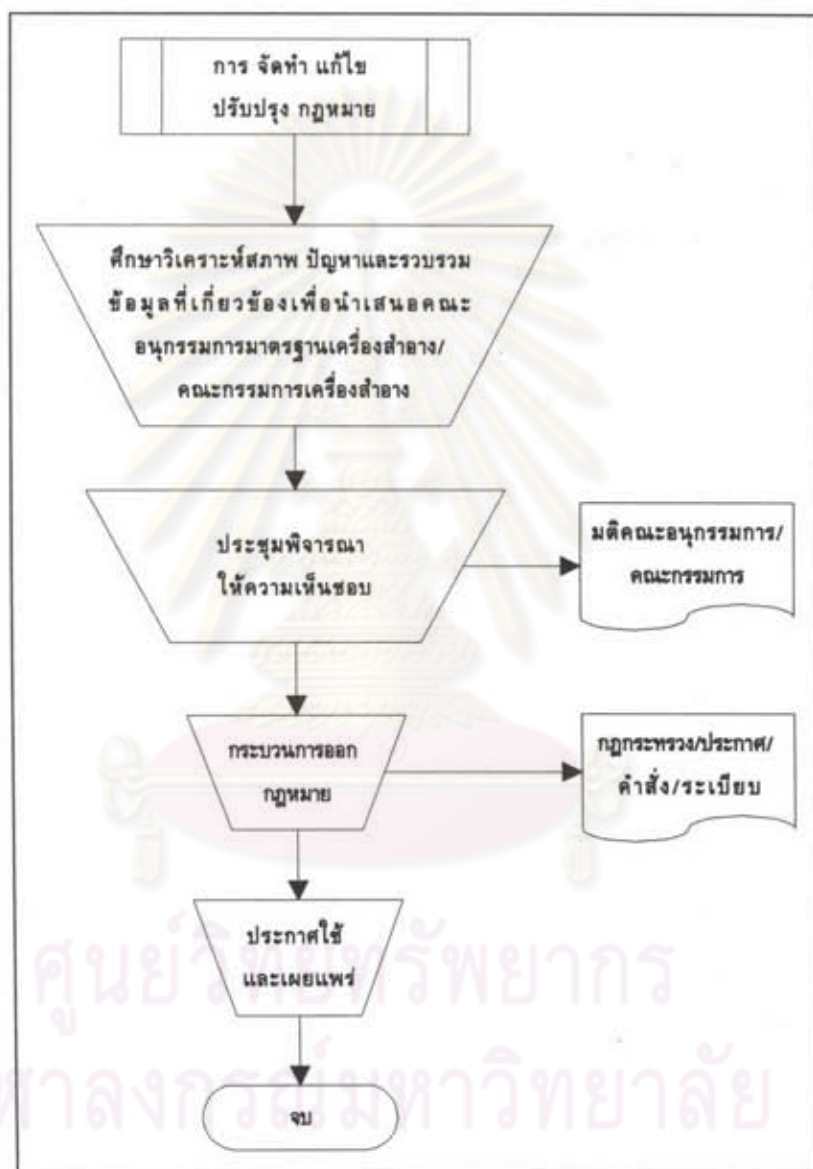 การ จัดทำ แก้ไข
ปรับปรุง กฎหมาย
ศึกษาวิเคราะห์สภาพ ปัญหาและรวบรวม
ข้อมูลที่เกี่ยวข้องเพื่อนำเสนอคณะ
อนุกรรมการมาตรฐานเครื่องสำอาง/
คณะกรรมการเครื่องสำอาง
ประชุมพิจารณา
ให้ความเห็นชอบ
มติคณะอนุกรรมการ/
คณะกรรมการ
กระบวนการออก
กฎหมาย
กฎกระทรวง/ประกาศ/
คำสั่ง/ระเบียบ
ประกาศใช้
และเผยแพร่
ศูนย์วิทยทรัพยากร
จบ
ฬาลงกรณ์มหาวิทยาลัย